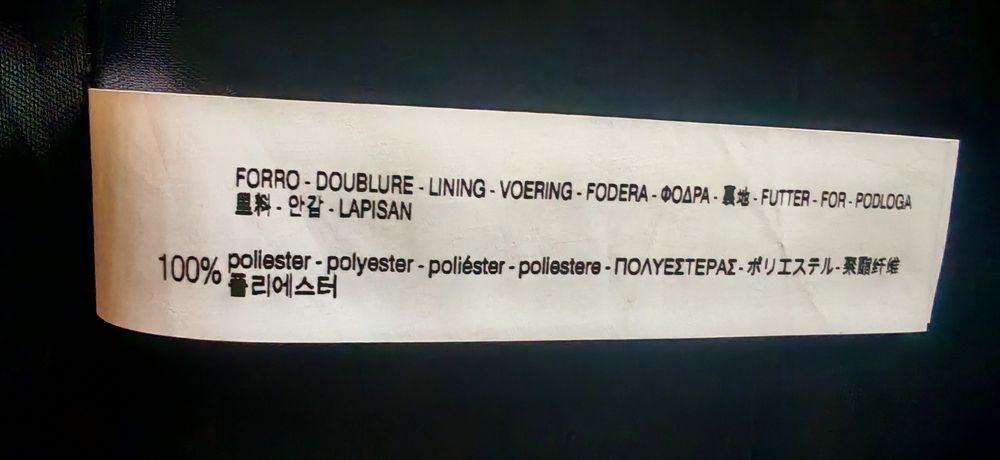 FORRO - DOUBLURE - LINING - VOERING - FODERA - ΦΟΔΡΑ - 裏地 - FUTTER - FOR - PODLOGA
里料 - 안감 - LAPISAN
100% poliester - polyester - poliéster - poliestere - ΠΟΛΥΕΣΤΕΡΑΣ - ポリエステル - 聚酯纤维
폴리에스터